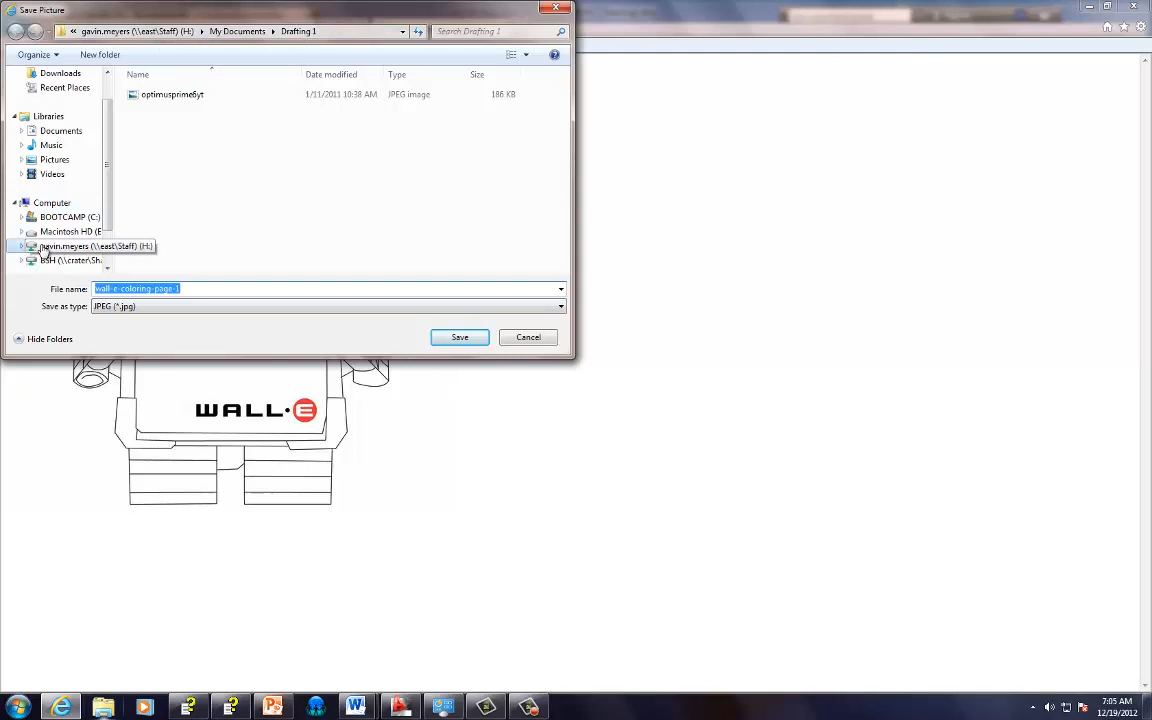 Save Picture
« gavin.meyers (\\east\Staff) (H:) ▸ My Documents ▸ Drafting 1
Search Drafting 1
Organize
New folder
Name
Date modified
Type
Size
optimusprime6yt
1/11/2011 10:38 AM
JPEG image
186 KB
Downloads
Recent Places
Libraries
Documents
Music
Pictures
Videos
Computer
BOOTCAMP (C:)
Macintosh HD (E
gavin.meyers (\\east\Staff) (H:)
BSH (\\crater\Sha
File name:
wall-e-coloring-page-1
Save as type:
JPEG (*.jpg)
Hide Folders
Save
Cancel
WALL·E
7:05 AM
12/19/2012